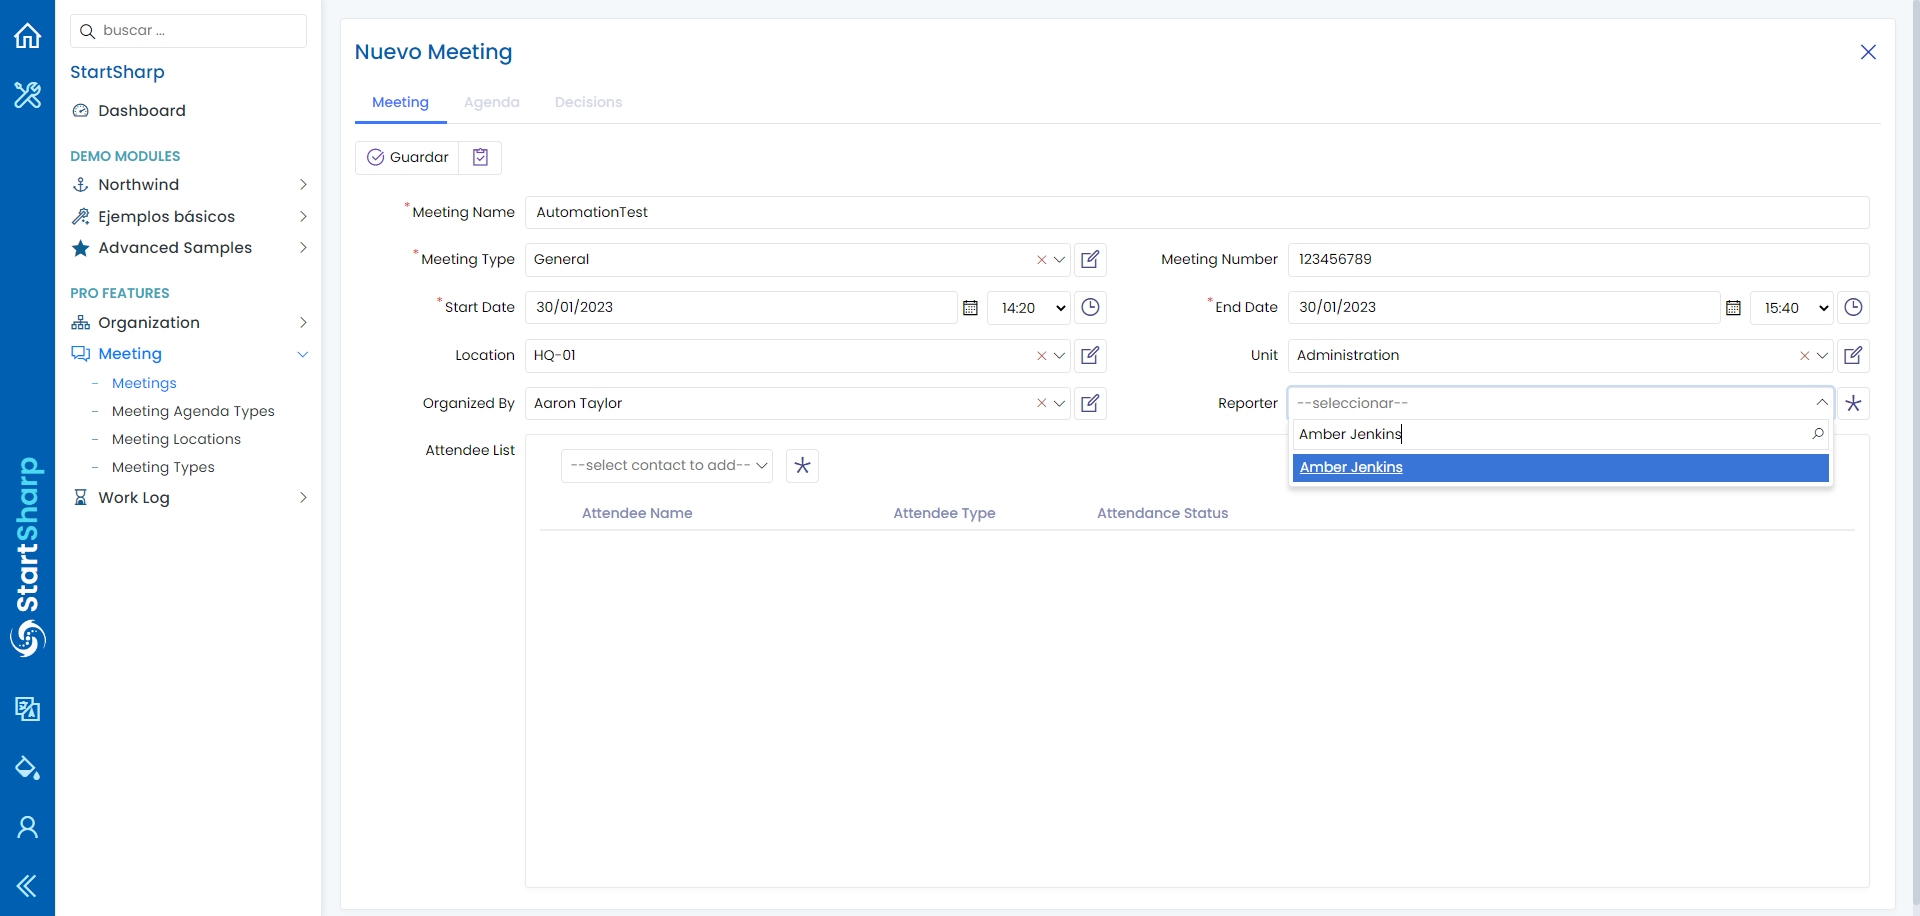 buscar ...
StartSharp
Dashboard
DEMO MODULES
Northwind
Ejemplos básicos
Advanced Samples
PRO FEATURES
Organization
Meeting
- Meetings
- Meeting Agenda Types
- Meeting Locations
- Meeting Types
Work Log
StartSharp
Nuevo Meeting
Meeting Agenda Decisions
Guardar
* Meeting Name AutomationTest
* Meeting Type General Meeting Number 123456789
* Start Date 30/01/2023 14:20 * End Date 30/01/2023 15:40
Location HQ-01 Unit Administration
Organized By Aaron Taylor Reporter --seleccionar--
Amber Jenkins
Amber Jenkins
Attendee List
--select contact to add--
Attendee Name Attendee Type Attendance Status